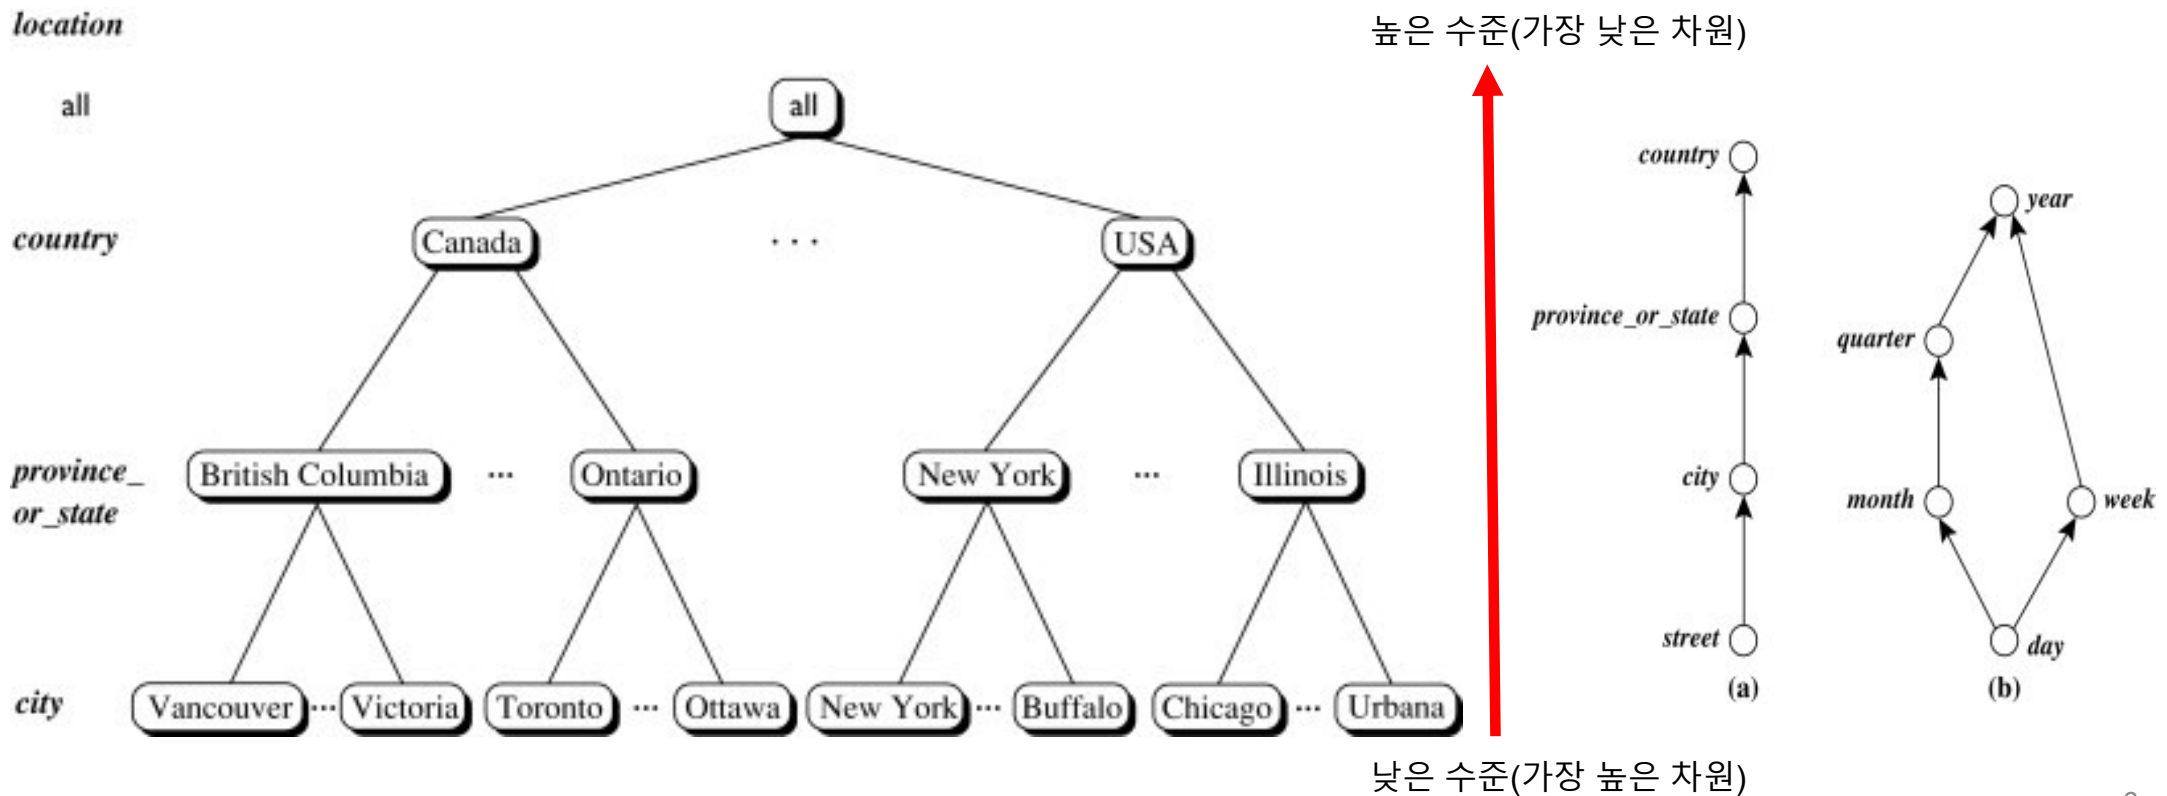 location
높은 수준(가장 낮은 차원)
all
all
country
Canada
...
USA
province_
or_state
British Columbia
...
Ontario
New York
...
Illinois
city
Vancouver ... Victoria
Toronto ... Ottawa
New York ... Buffalo
Chicago ... Urbana
country
province_or_state
city
street
(a)
year
quarter
month
week
day
(b)
낮은 수준(가장 높은 차원)